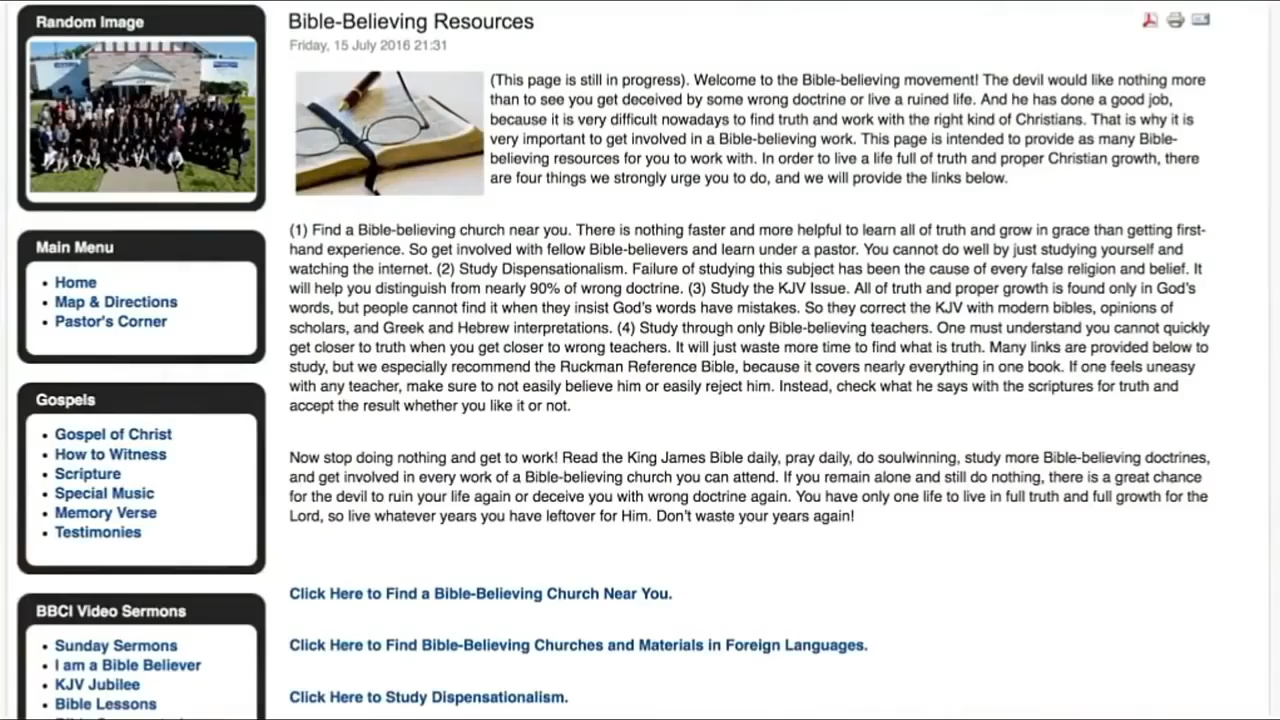 Random Image
Main Menu
Home
Map & Directions
Pastor's Corner
Gospels
Gospel of Christ
How to Witness
Scripture
Special Music
Memory Verse
Testimonies
BBCI Video Sermons
Sunday Sermons
I am a Bible Believer
KJV Jubilee
Bible Lessons
Bible-Believing Resources
Friday, 15 July 2016 21:31
(This page is still in progress). Welcome to the Bible-believing movement! The devil would like nothing more
than to see you get deceived by some wrong doctrine or live a ruined life. And he has done a good job,
because it is very difficult nowadays to find truth and work with the right kind of Christians. That is why it is
very important to get involved in a Bible-believing work. This page is intended to provide as many Bible-
believing resources for you to work with. In order to live a life full of truth and proper Christian growth, there
are four things we strongly urge you to do, and we will provide the links below.
(1) Find a Bible-believing church near you. There is nothing faster and more helpful to learn all of truth and grow in grace than getting first-
hand experience. So get involved with fellow Bible-believers and learn under a pastor. You cannot do well by just studying yourself and
watching the internet. (2) Study Dispensationalism. Failure of studying this subject has been the cause of every false religion and belief. It
will help you distinguish from nearly 90% of wrong doctrine. (3) Study the KJV Issue. All of truth and proper growth is found only in God's
words, but people cannot find it when they insist God's words have mistakes. So they correct the KJV with modern bibles, opinions of
scholars, and Greek and Hebrew interpretations. (4) Study through only Bible-believing teachers. One must understand you cannot quickly
get closer to truth when you get closer to wrong teachers. It will just waste more time to find what is truth. Many links are provided below to
study, but we especially recommend the Ruckman Reference Bible, because it covers nearly everything in one book. If one feels uneasy
with any teacher, make sure to not easily believe him or easily reject him. Instead, check what he says with the scriptures for truth and
accept the result whether you like it or not.
Now stop doing nothing and get to work! Read the King James Bible daily, pray daily, do soulwinning, study more Bible-believing doctrines,
and get involved in every work of a Bible-believing church you can attend. If you remain alone and still do nothing, there is a great chance
for the devil to ruin your life again or deceive you with wrong doctrine again. You have only one life to live in full truth and full growth for the
Lord, so live whatever years you have leftover for Him. Don't waste your years again!
Click Here to Find a Bible-Believing Church Near You.
Click Here to Find Bible-Believing Churches and Materials in Foreign Languages.
Click Here to Study Dispensationalism.